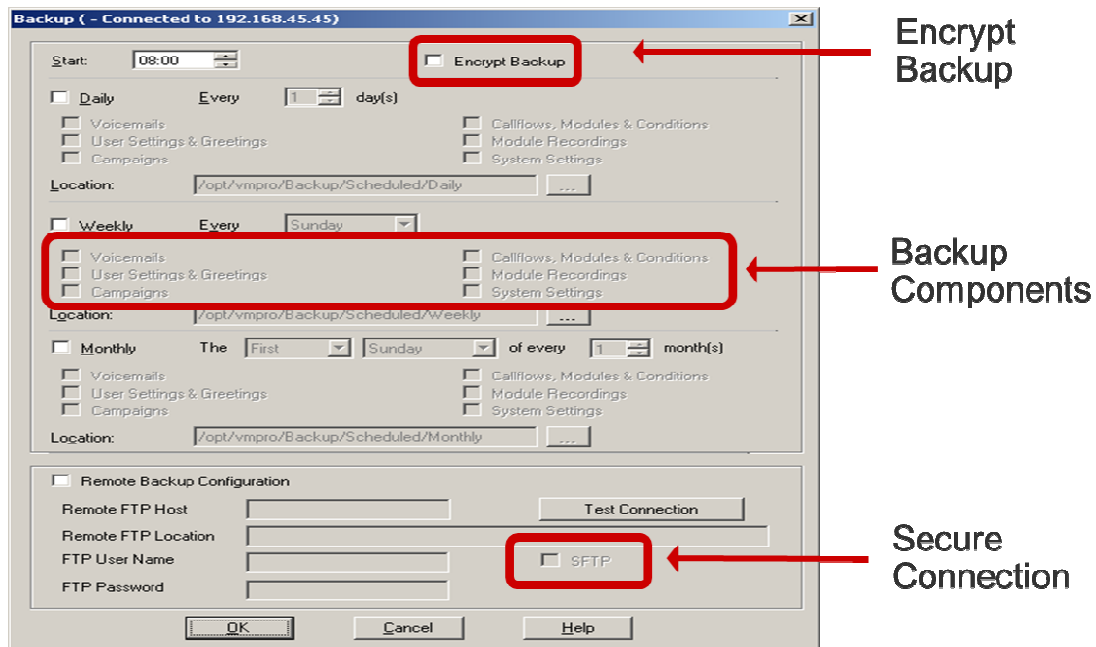 Backup ( - Connected to 192.168.45.45)
Start: 08:00 Encrypt Backup
Encrypt
Backup
Daily Every 1 day(s)
Voicemails Callflows, Modules & Conditions
User Settings & Greetings Module Recordings
Campaigns System Settings
Location: /opt/vmpro/Backup/Scheduled/Daily ...
Weekly Every Sunday
Voicemails Callflows, Modules & Conditions
User Settings & Greetings Module Recordings
Campaigns System Settings
Backup
Components
Location: /opt/vmpro/Backup/Scheduled/Weekly ...
Monthly The First Sunday of every 1 month(s)
Voicemails Callflows, Modules & Conditions
User Settings & Greetings Module Recordings
Campaigns System Settings
Location: /opt/vmpro/Backup/Scheduled/Monthly ...
Remote Backup Configuration
Remote FTP Host Test Connection
Remote FTP Location
FTP User Name SFTP
FTP Password
Secure
Connection
OK Cancel Help